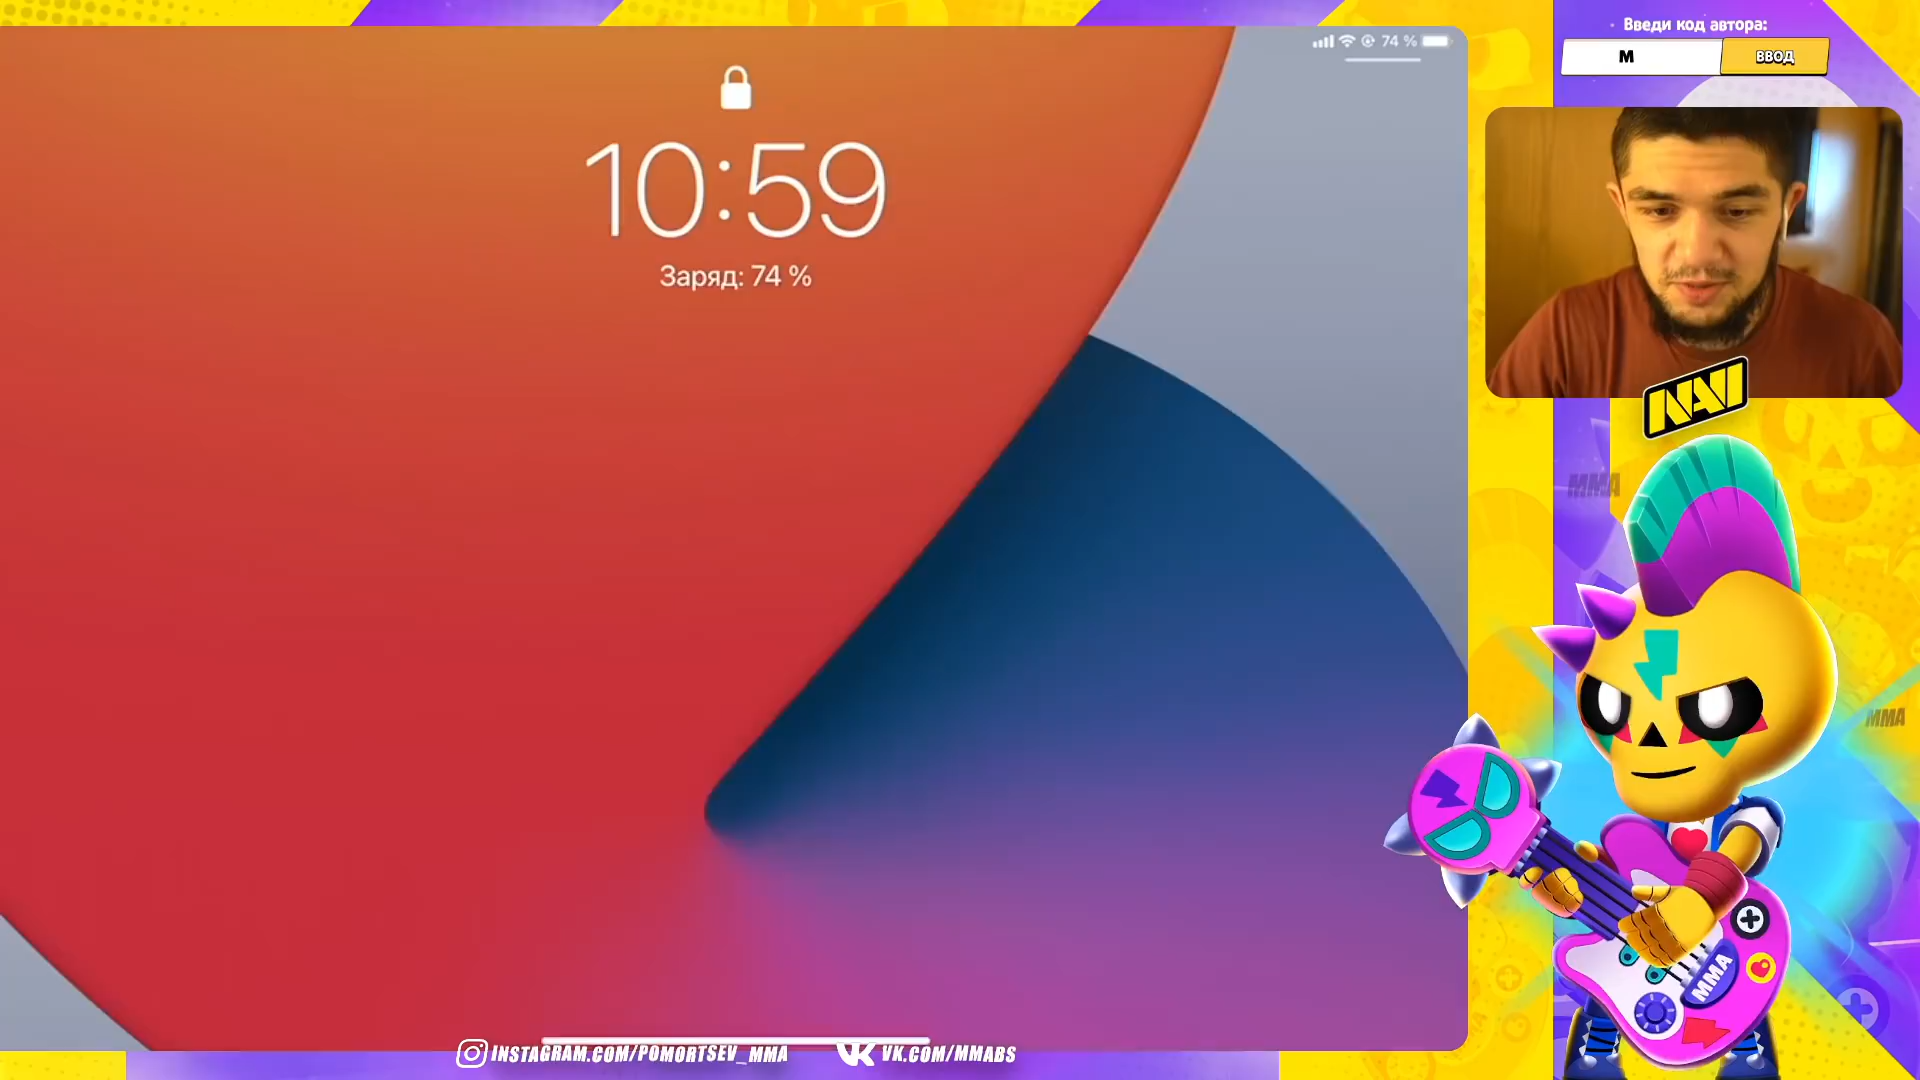 Введи код автора:
М
ВВОД
74 %
10:59
Заряд: 74 %
NAVI
MMA
MMA
MMA
INSTAGRAM.COM/POMORTSEV_MMA
VK.COM/MMABS